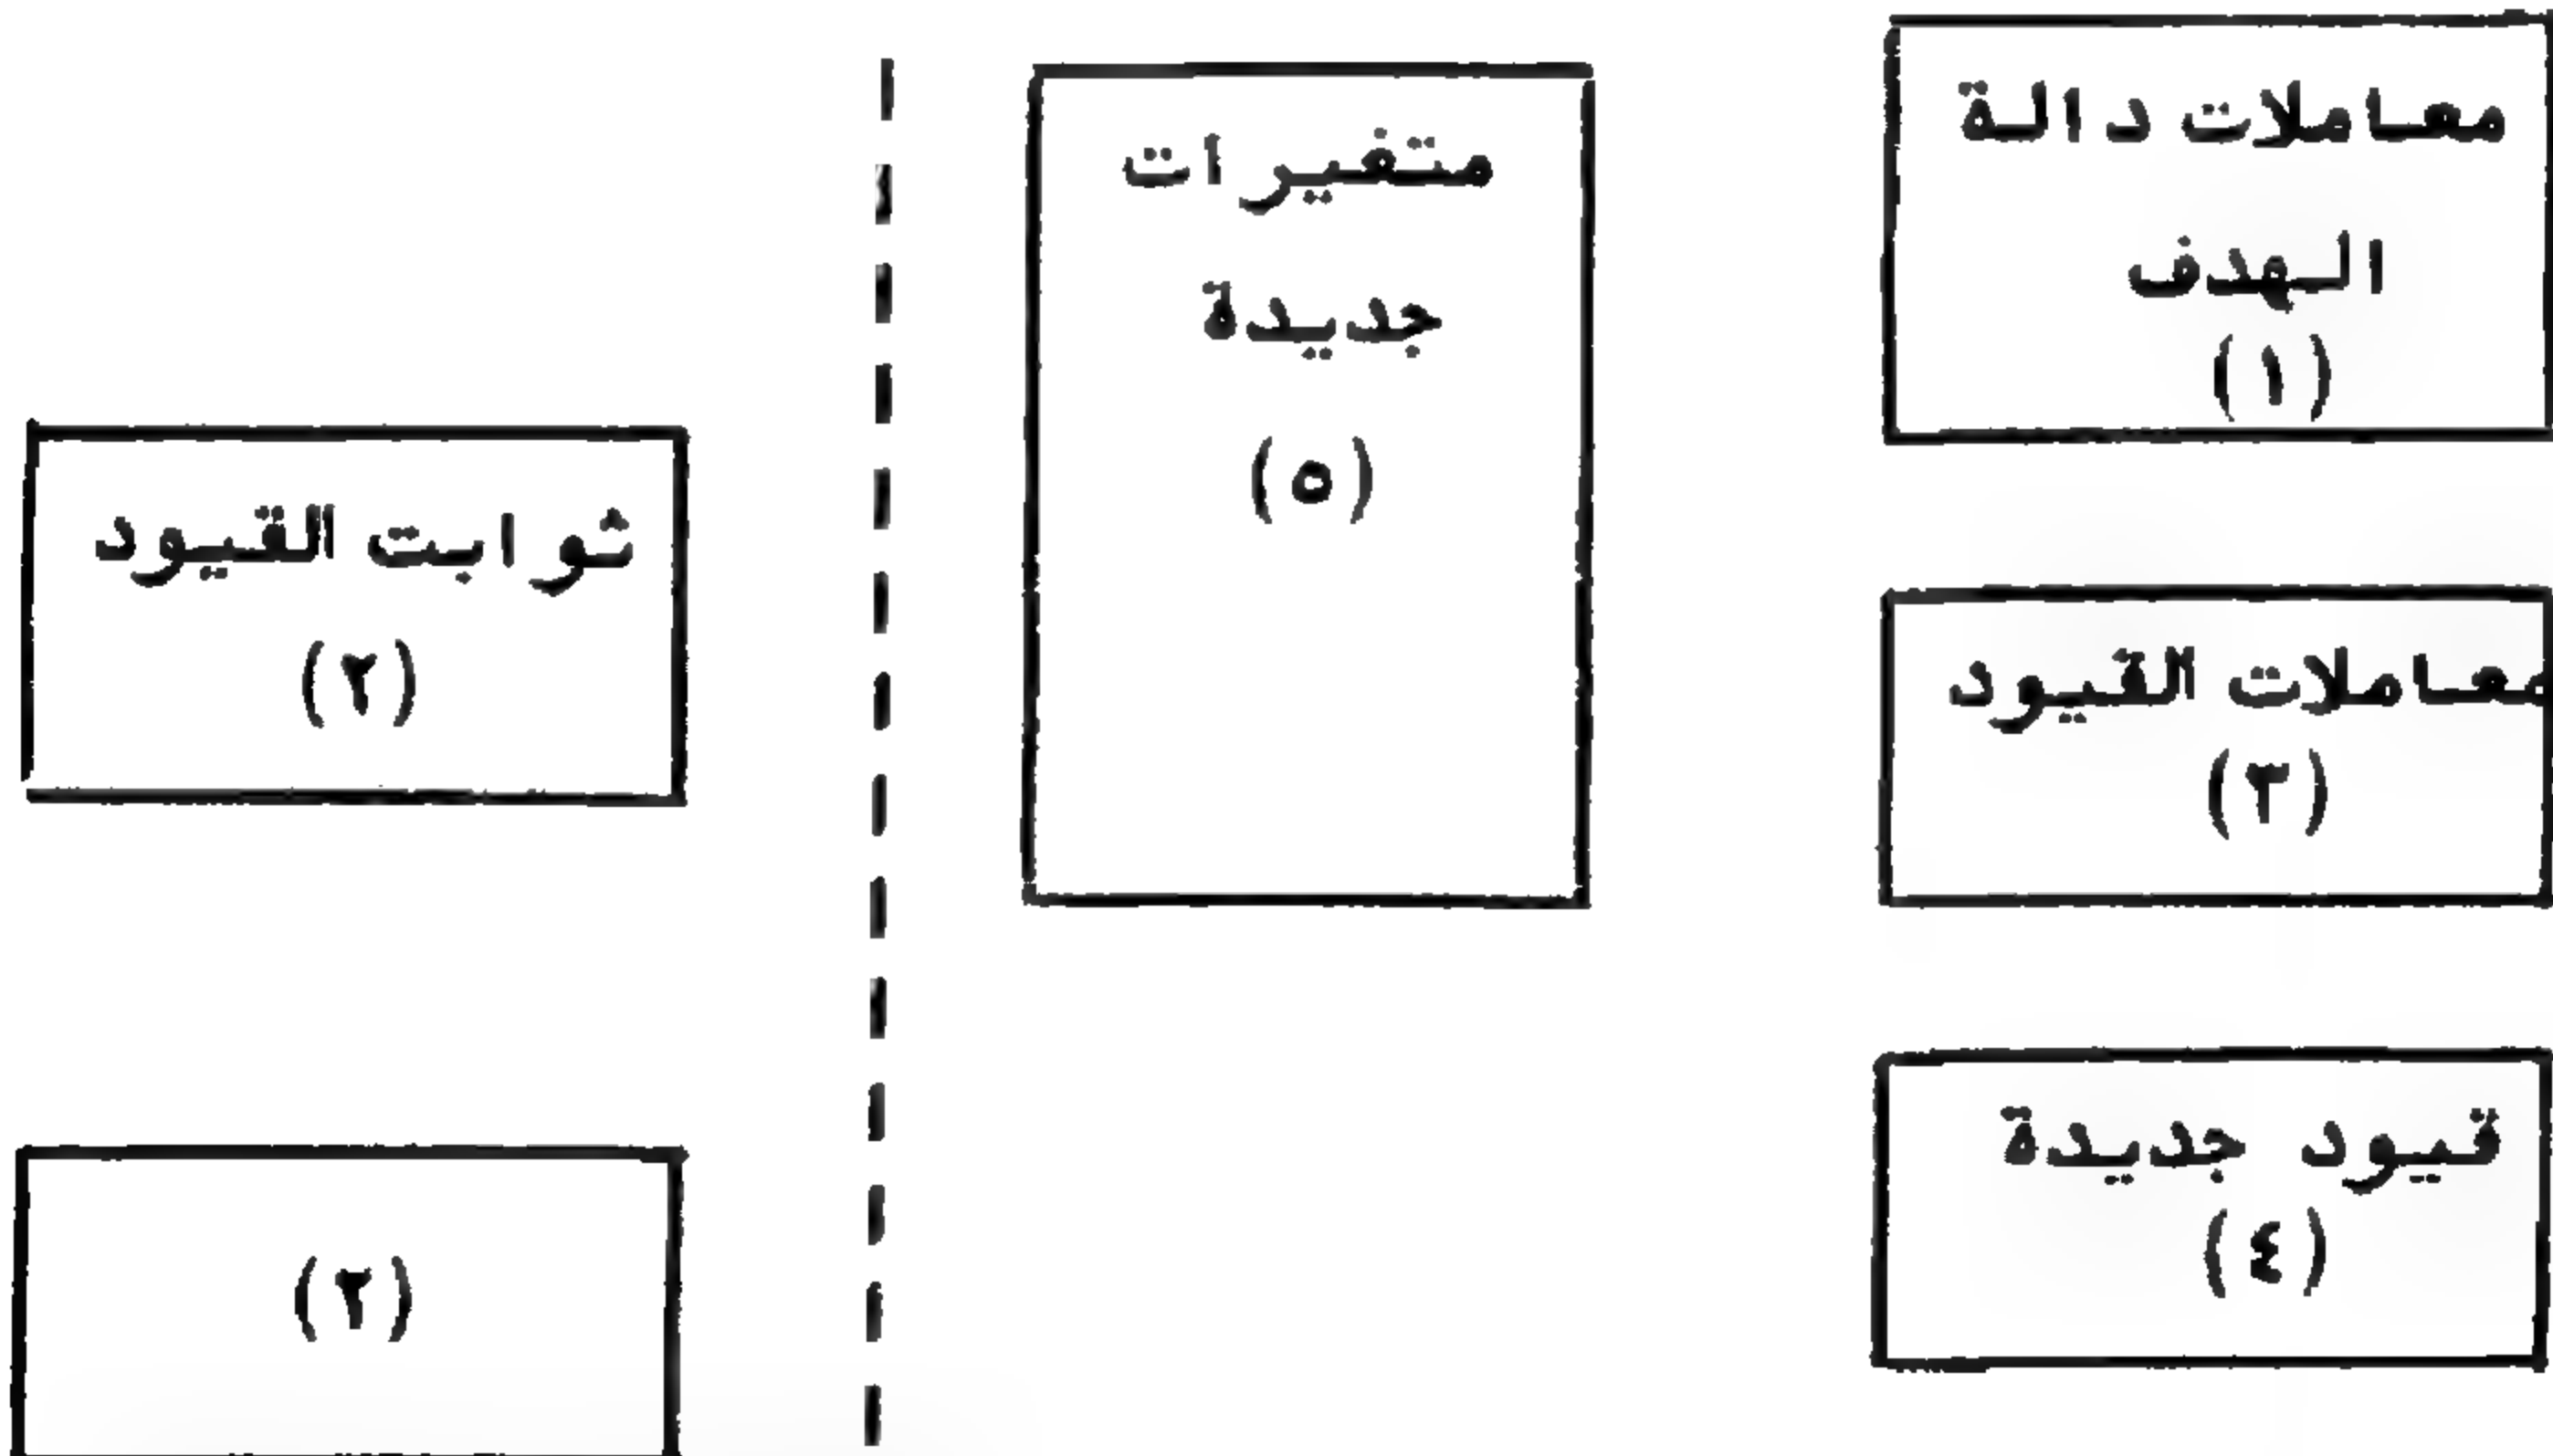 معاملات دالة
الهدف
(١)
معاملات القيود
(٣)
قيود جديدة
(٤)
متغيرات
جديدة
(٥)
ثوابت القيود
(٢)
(٢)